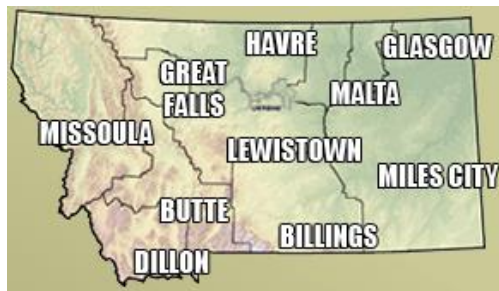 HAVRE
GLASGOW
GREAT
FALLS
MALTA
MISSOULA
LEWISTOWN
MILES CITY
BUTTE
BILLINGS
DILLON